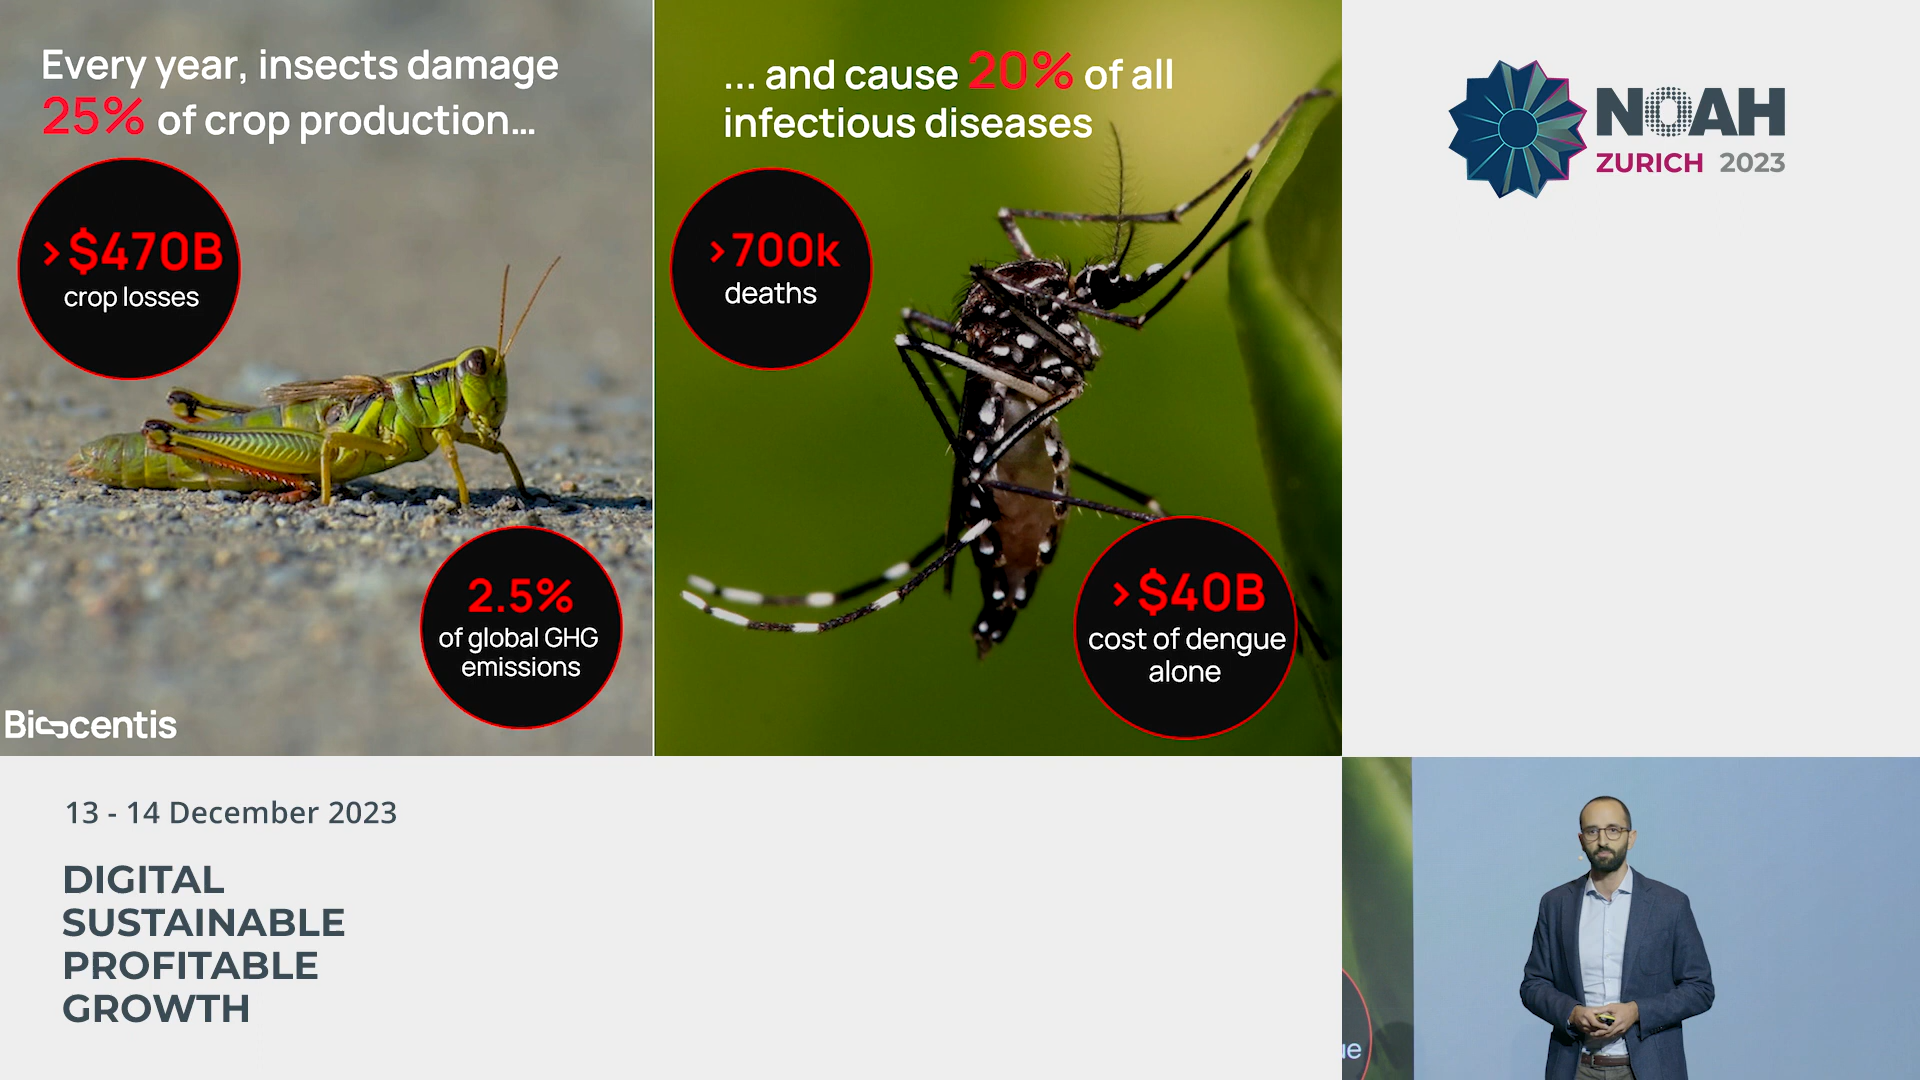 Every year, insects damage
25% of crop production...
>$470B
crop losses
2.5%
of global GHG
emissions
Biocentis
... and cause 20% of all
infectious diseases
>700k
deaths
>$40B
cost of dengue
alone
NOAH
ZURICH 2023
13 - 14 December 2023
DIGITAL
SUSTAINABLE
PROFITABLE
GROWTH
ue